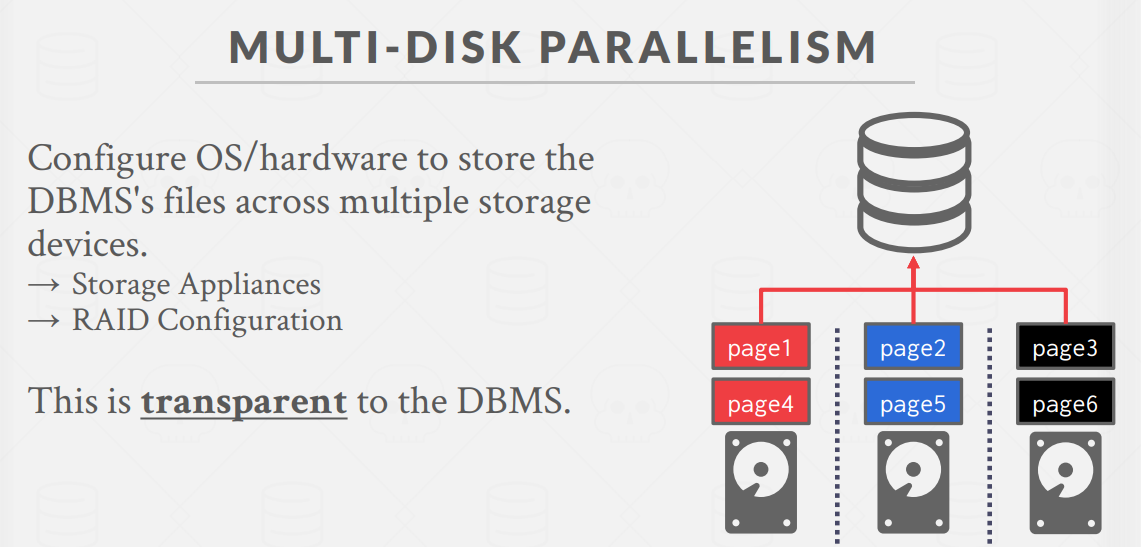 MULTI-DISK PARALLELISM
Configure OS/hardware to store the
DBMS's files across multiple storage
devices.
→ Storage Appliances
→ RAID Configuration
This is transparent to the DBMS.
page1 page2 page3
page4 page5 page6